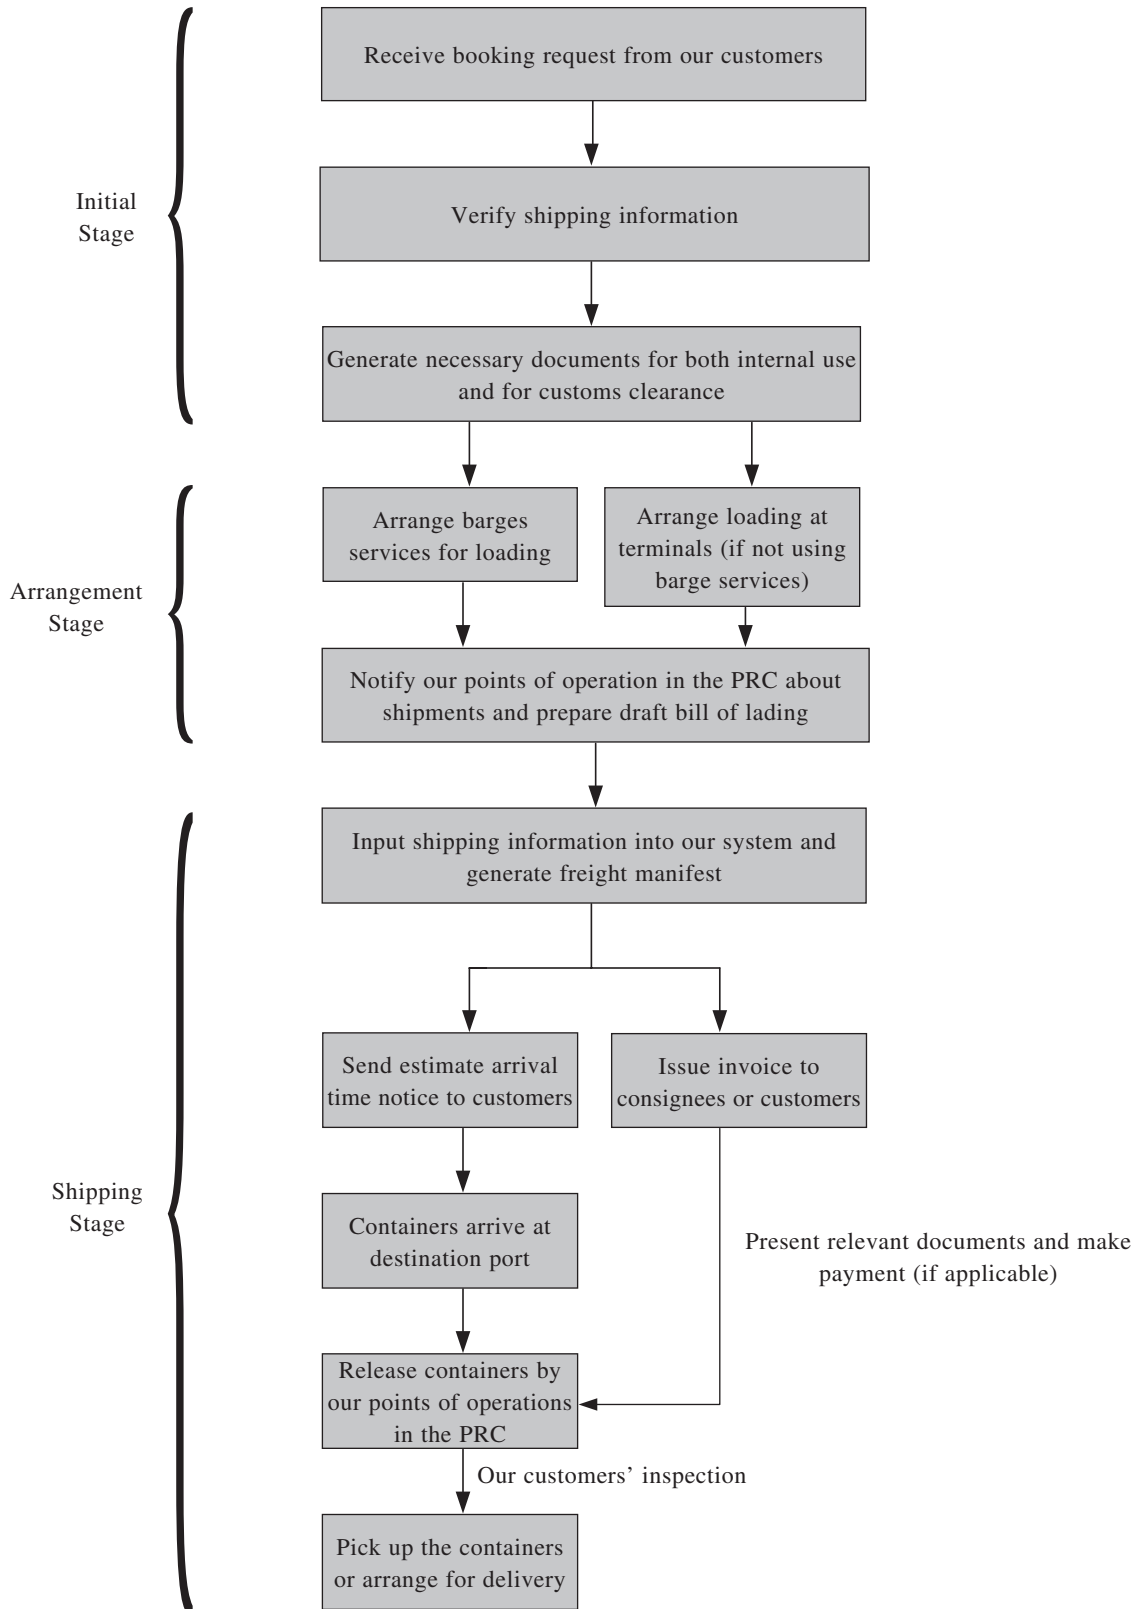 Receive booking request from our customers
Initial
Stage
Verify shipping information
Generate necessary documents for both internal use
and for customs clearance
Arrangement
Stage
Arrange barges
services for loading
Arrange loading at
terminals (if not using
barge services)
Notify our points of operation in the PRC about
shipments and prepare draft bill of lading
Shipping
Stage
Input shipping information into our system and
generate freight manifest
Send estimate arrival
time notice to customers
Issue invoice to
consignees or customers
Containers arrive at
destination port
Present relevant documents and make
payment (if applicable)
Release containers by
our points of operations
in the PRC
Our customers’ inspection
Pick up the containers
or arrange for delivery